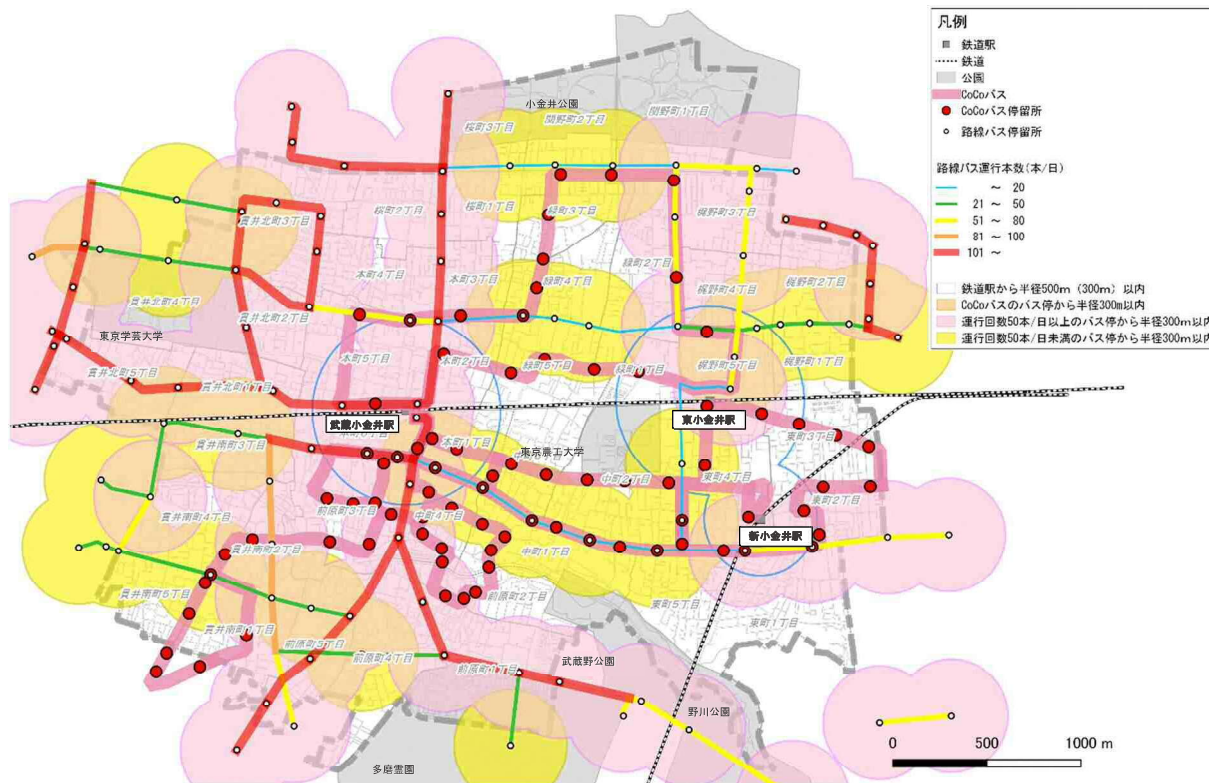 凡例
鉄道駅
鉄道
公園
CoCoバス
CoCoバス停留所
路線バス停留所
路線バス運行本数(本/日)
～ 20
21 ～ 50
51 ～ 80
81 ～ 100
101 ～
鉄道駅から半径500m（300m）以内
CoCoバスのバス停から半径300m以内
運行回数50本/日以上のバス停から半径300m以内
運行回数50本/日未満のバス停から半径300m以内
小金井公園
関野町2丁目
関野町1丁目
桜町3丁目
桜町2丁目
桜町1丁目
緑町3丁目
梶野町3丁目
貫井北町3丁目
本町4丁目
本町3丁目
緑町4丁目
緑町2丁目
梶野町4丁目
梶野町2丁目
貫井北町4丁目
貫井北町2丁目
東京学芸大学
本町5丁目
本町2丁目
緑町5丁目
緑町1丁目
梶野町5丁目
梶野町1丁目
貫井北町5丁目
貫井北町1丁目
武蔵小金井駅
東小金井駅
貫井南町3丁目
本町1丁目
東京農工大学
東町3丁目
中町2丁目
東町4丁目
東町2丁目
貫井南町4丁目
前原町3丁目
中町4丁目
新小金井駅
貫井南町2丁目
中町1丁目
貫井南町5丁目
前原町2丁目
東町5丁目
東町1丁目
貫井南町1丁目
前原町5丁目
前原町4丁目
前原町1丁目
武蔵野公園
野川公園
多磨霊園
0 500 1000 m